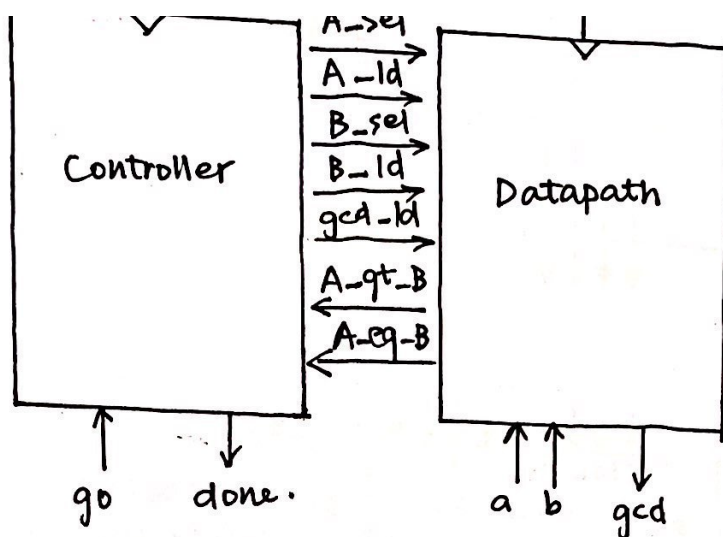 A_sel
A_ld
B_sel
Controller
B_ld
Datapath
gcd_ld
A_gt_B
A_eq_B
go
done.
a
b
gcd